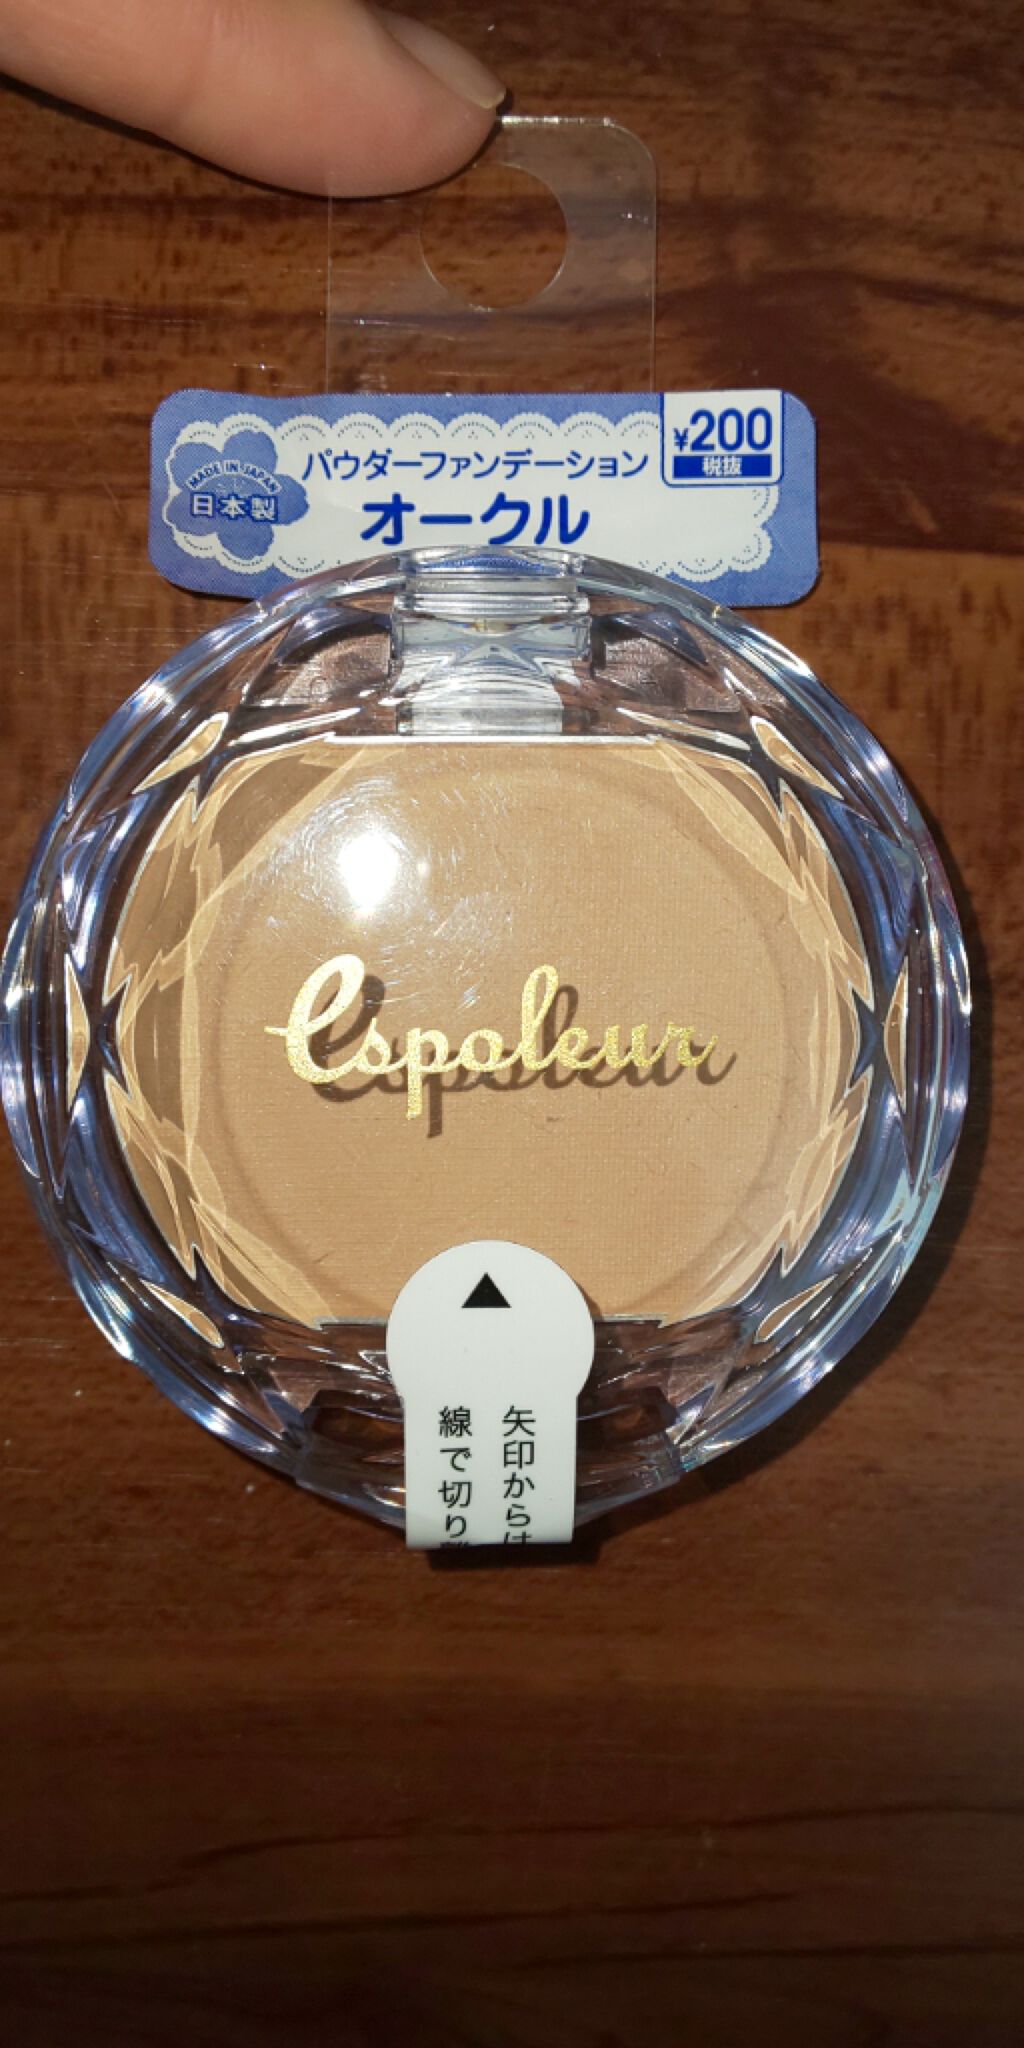 ¥200
税抜
パウダーファンデーション
オークル
MADE IN JAPAN
日本製
Espoleur
矢印からは
線で切り